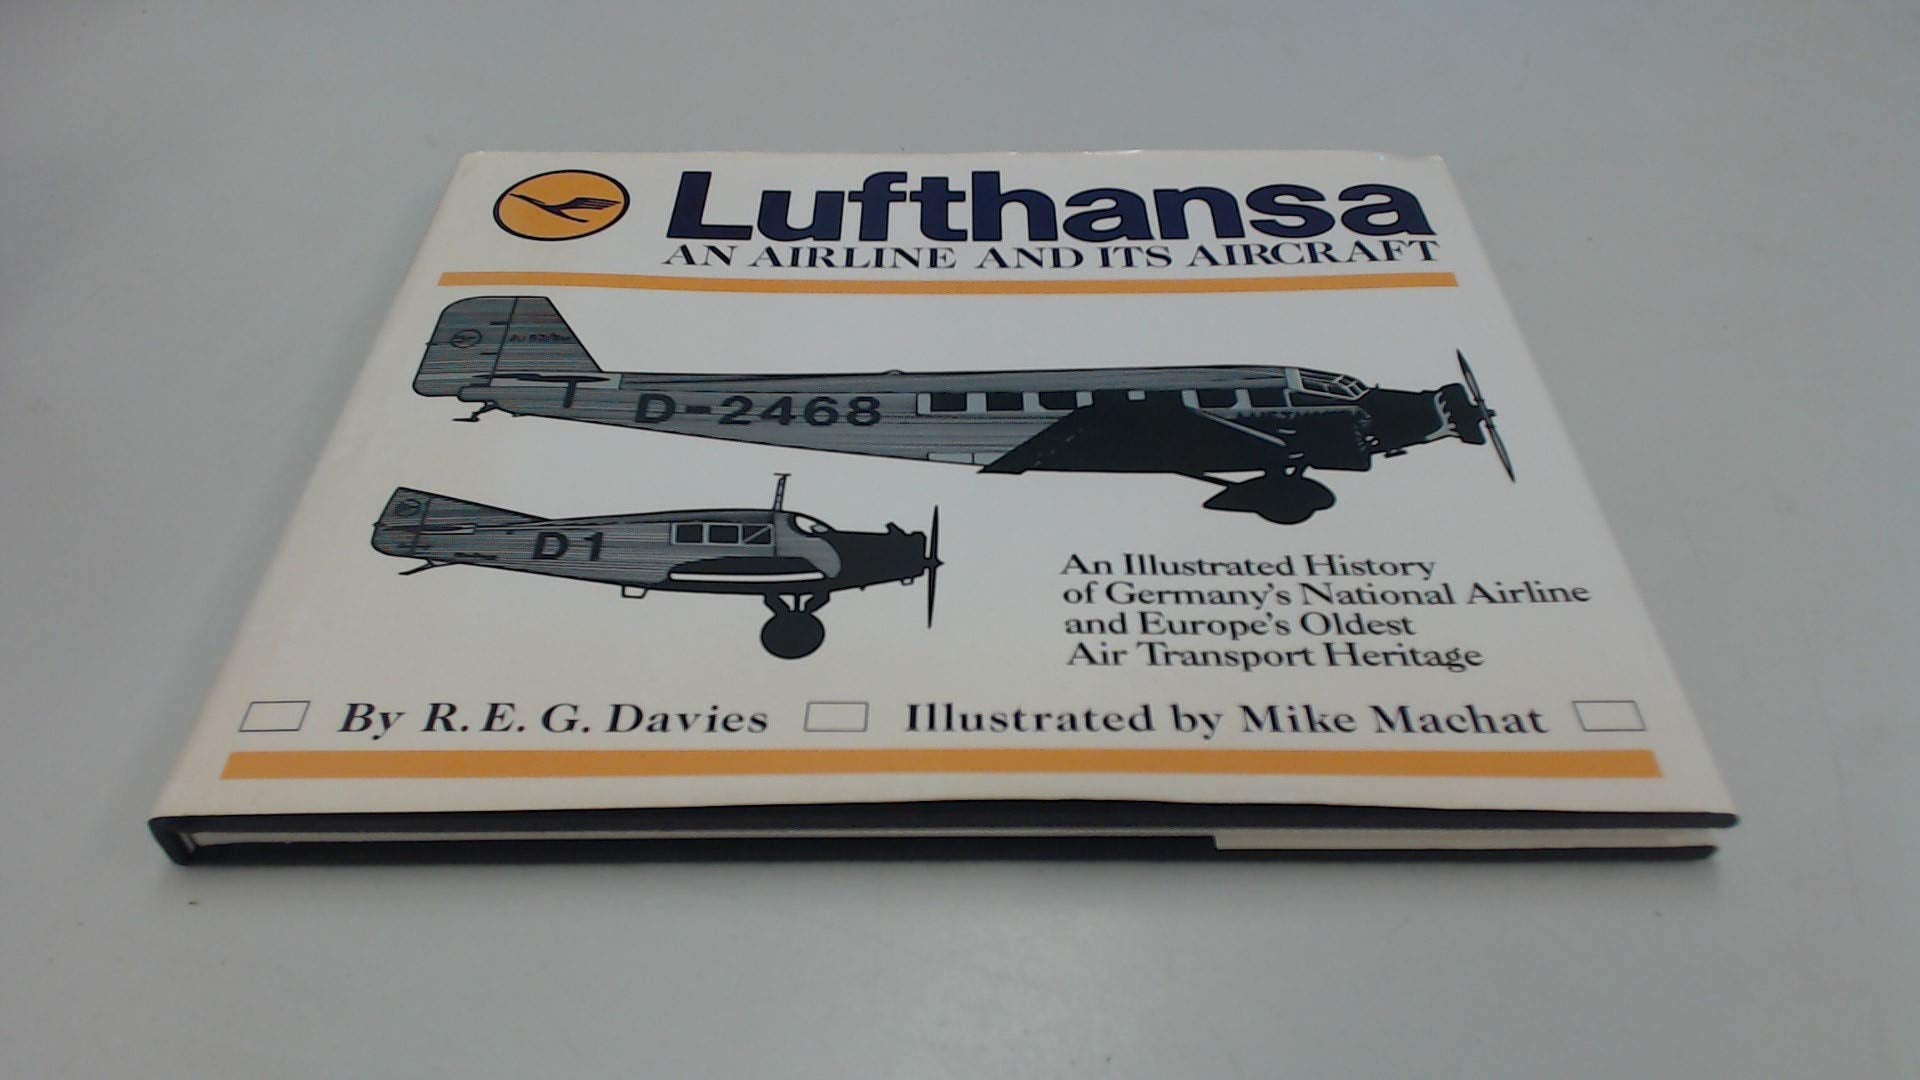 Lufthansa
AN AIRLINE AND ITS AIRCRAFT
D-2468
D1
An Illustrated History
of Germany's National Airline
and Europe's Oldest
Air Transport Heritage
By R. E. G. Davies Illustrated by Mike Machat